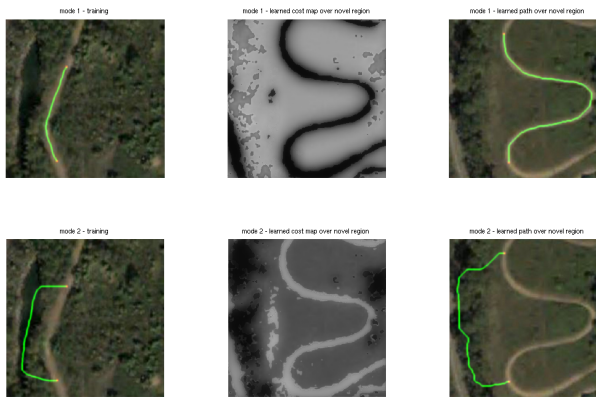 mode 1 - training
mode 1 - learned cost map over novel region
mode 1 - learned path over novel region
mode 2 - training
mode 2 - learned cost map over novel region
mode 2 - learned path over novel region